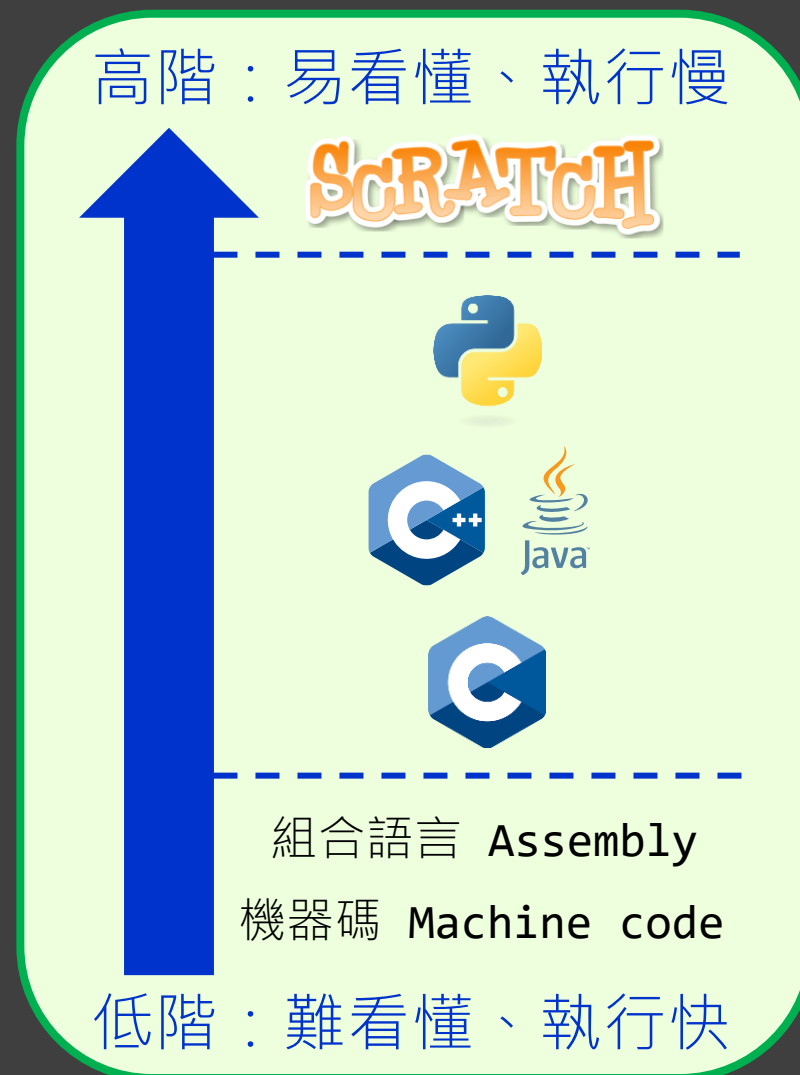 高階：易看懂、執行慢
SCRATCH
C++
Java
C
組合語言 Assembly
機器碼 Machine code
低階：難看懂、執行快